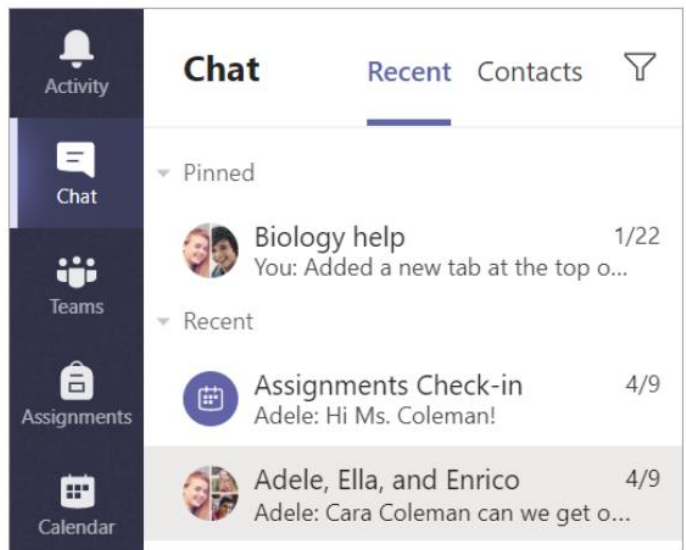 Activity
Chat
Teams
Assignments
Calendar
Chat Recent Contacts
Pinned
Biology help 1/22
You: Added a new tab at the top o...
Recent
Assignments Check-in 4/9
Adele: Hi Ms. Coleman!
Adele, Ella, and Enrico 4/9
Adele: Cara Coleman can we get o...